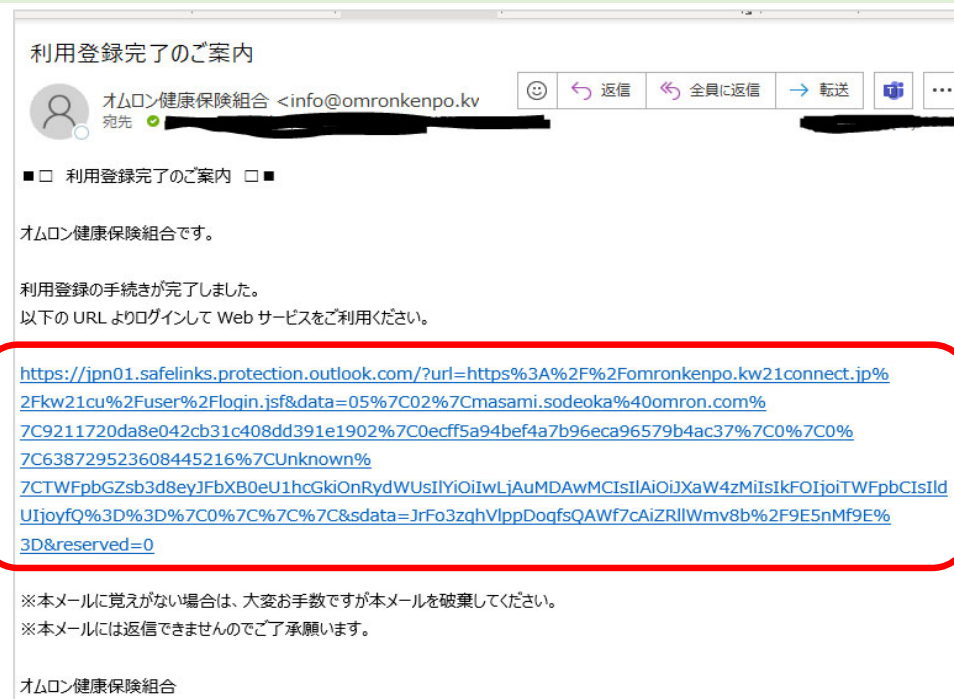 利用登録完了のご案内
オムロン健康保険組合 <info@omronkenpo.kv
返信
全員に返信
転送
宛先
■□ 利用登録完了のご案内 □■
オムロン健康保険組合です。
利用登録の手続きが完了しました。
以下の URL よりログインして Web サービスをご利用ください。
https://jpn01.safelinks.protection.outlook.com/?url=https%3A%2F%2Fomronkenpo.kw21connect.jp%
2Fkw21cu%2Fuser%2Flogin.jsf&data=05%7C02%7Cmasami.sodeoka%40omron.com%
7C9211720da8e042cb31c408dd391e1902%7C0ecff5a94bef4a7b96eca96579b4ac37%7C0%7C0%
7C638729523608445216%7CUnknown%
7CTWFpbGZsb3d8eyJFbXB0eU1hcGkiOnRydWUsIlYiOiIwLjAuMDAwMCIsIlAiOiJXaW4zMiIsIkFOIjoiTWFpbCIsIld
UIjoyfQ%3D%3D%7C0%7C%7C%7C&sdata=JrFo3zqhVlppDoqfsQAWf7cAiZRllWmv8b%2F9E5nMf9E%
3D&reserved=0
※本メールに覚えがない場合は、大変お手数ですが本メールを破棄してください。
※本メールには返信できませんのでご了承願います。
オムロン健康保険組合